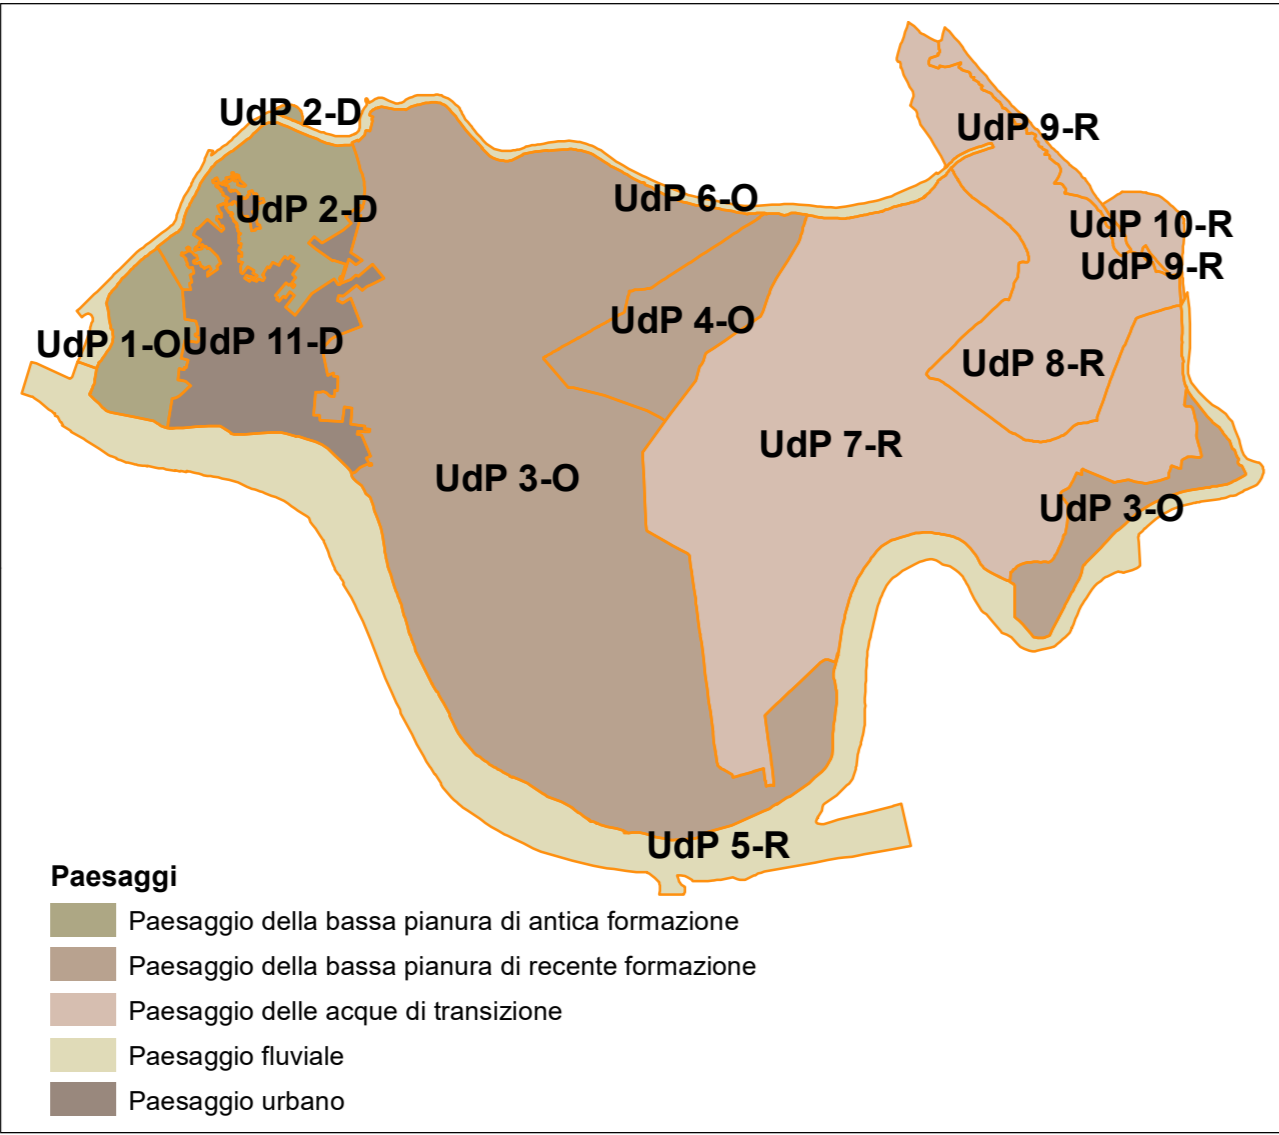 UdP 2-D
UdP 9-R
UdP 6-O
UdP 2-D
UdP 10-R
UdP 9-R
UdP 4-O
UdP 1-O
UdP 11-D
UdP 8-R
UdP 7-R
UdP 3-O
UdP 3-O
UdP 5-R
Paesaggi
Paesaggio della bassa pianura di antica formazione
Paesaggio della bassa pianura di recente formazione
Paesaggio delle acque di transizione
Paesaggio fluviale
Paesaggio urbano